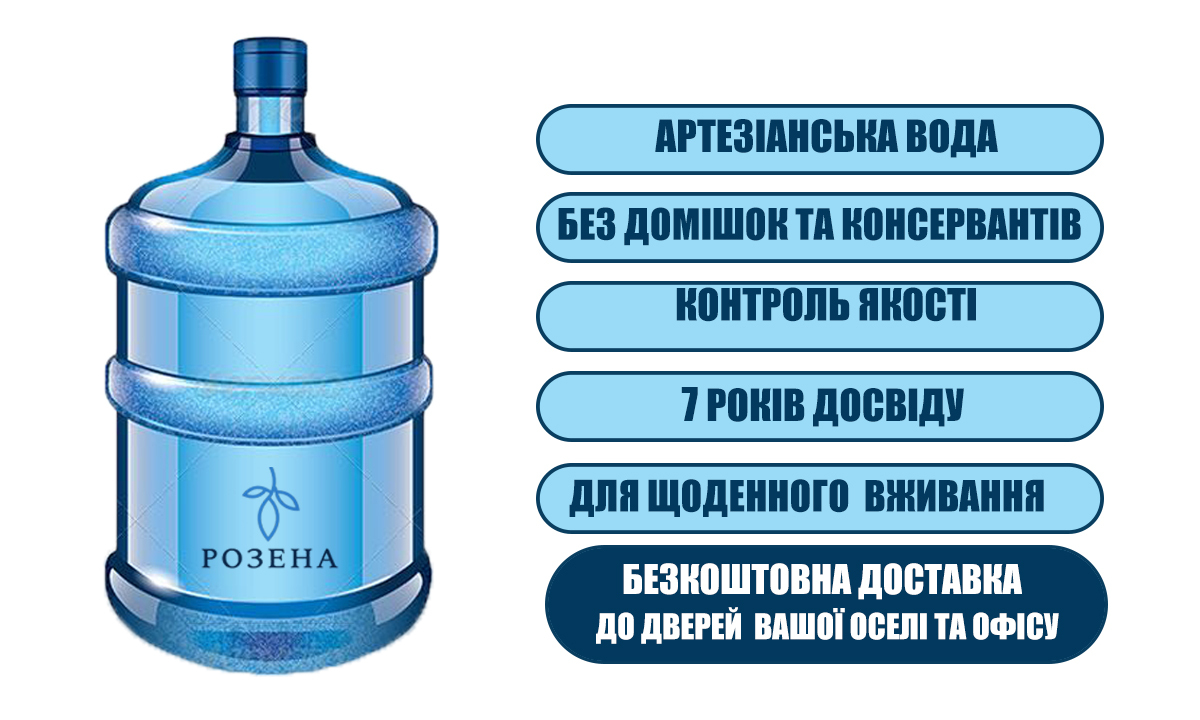 РОЗЕНА
АРТЕЗІАНСЬКА ВОДА
БЕЗ ДОМІШОК ТА КОНСЕРВАНТІВ
КОНТРОЛЬ ЯКОСТІ
7 РОКІВ ДОСВІДУ
ДЛЯ ЩОДЕННОГО ВЖИВАННЯ
БЕЗКОШТОВНА ДОСТАВКА
ДО ДВЕРЕЙ ВАШОЇ ОСЕЛІ ТА ОФІСУ